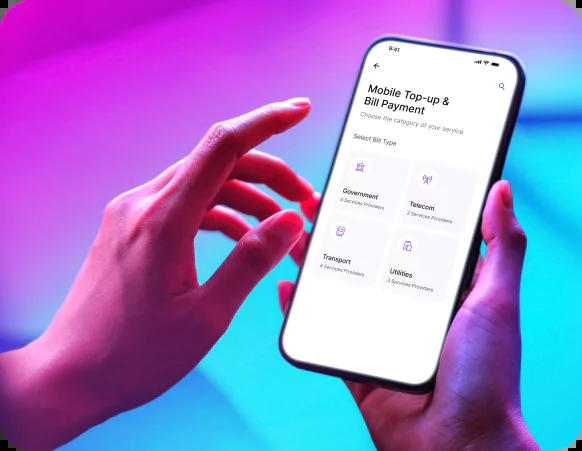 9:41
Mobile Top-up &
Bill Payment
Choose the category of your service
Select Bill Type
Government
4 Services Providers
Telecom
2 Services Providers
Transport
4 Services Providers
Utilities
3 Services Providers